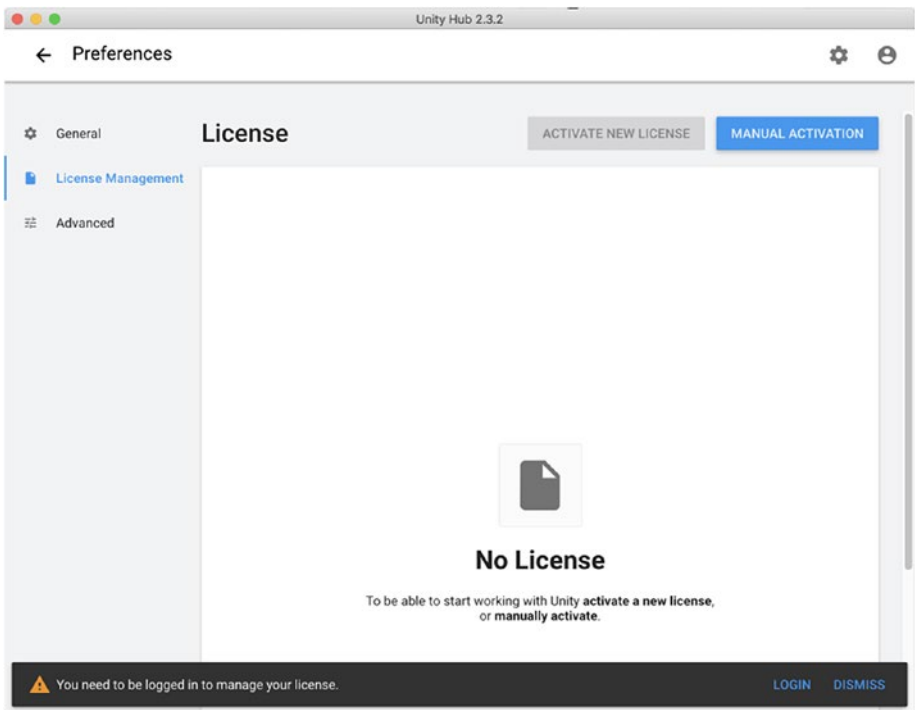 Unity Hub 2.3.2
Preferences
General
License Management
Advanced
License
ACTIVATE NEW LICENSE
MANUAL ACTIVATION
No License
To be able to start working with Unity activate a new license,
or manually activate.
You need to be logged in to manage your license.
LOGIN
DISMISS